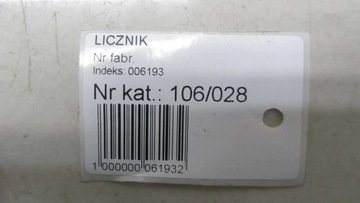 LICZNIK
Nr fabr.
Indeks: 006193
Nr kat.: 106/028
1 000000 061932